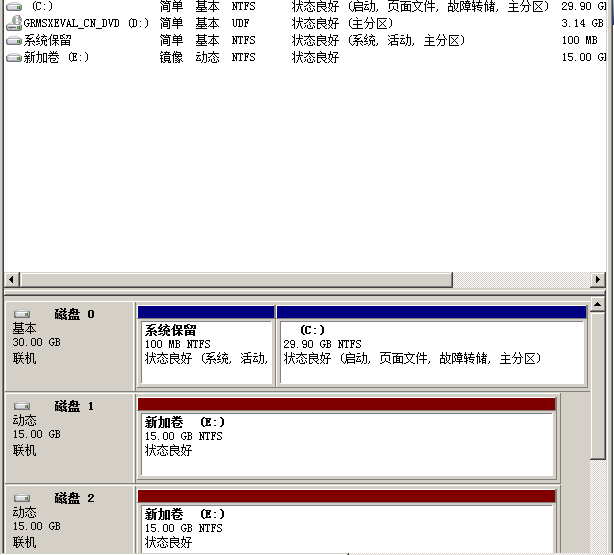 (C:) 简单 基本 NTFS 状态良好 (启动, 页面文件, 故障转储, 主分区) 29.90 G
GRMSXEVAL_CN_DVD (D:) 简单 基本 UDF 状态良好 (主分区) 3.14 GB
系统保留 简单 基本 NTFS 状态良好 (系统, 活动, 主分区) 100 MB
新加卷 (E:) 镜像 动态 NTFS 状态良好 15.00 G
磁盘 0
基本
30.00 GB
联机
系统保留
100 MB NTFS
状态良好 (系统, 活动,
(C:)
29.90 GB NTFS
状态良好 (启动, 页面文件, 故障转储, 主分区)
磁盘 1
动态
15.00 GB
联机
新加卷 (E:)
15.00 GB NTFS
状态良好
磁盘 2
动态
15.00 GB
联机
新加卷 (E:)
15.00 GB NTFS
状态良好